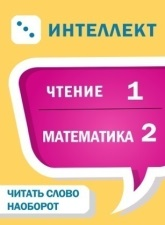 ИНТЕЛЛЕКТ
ЧТЕНИЕ 1
МАТЕМАТИКА 2
ЧИТАТЬ СЛОВО
НАОБОРОТ